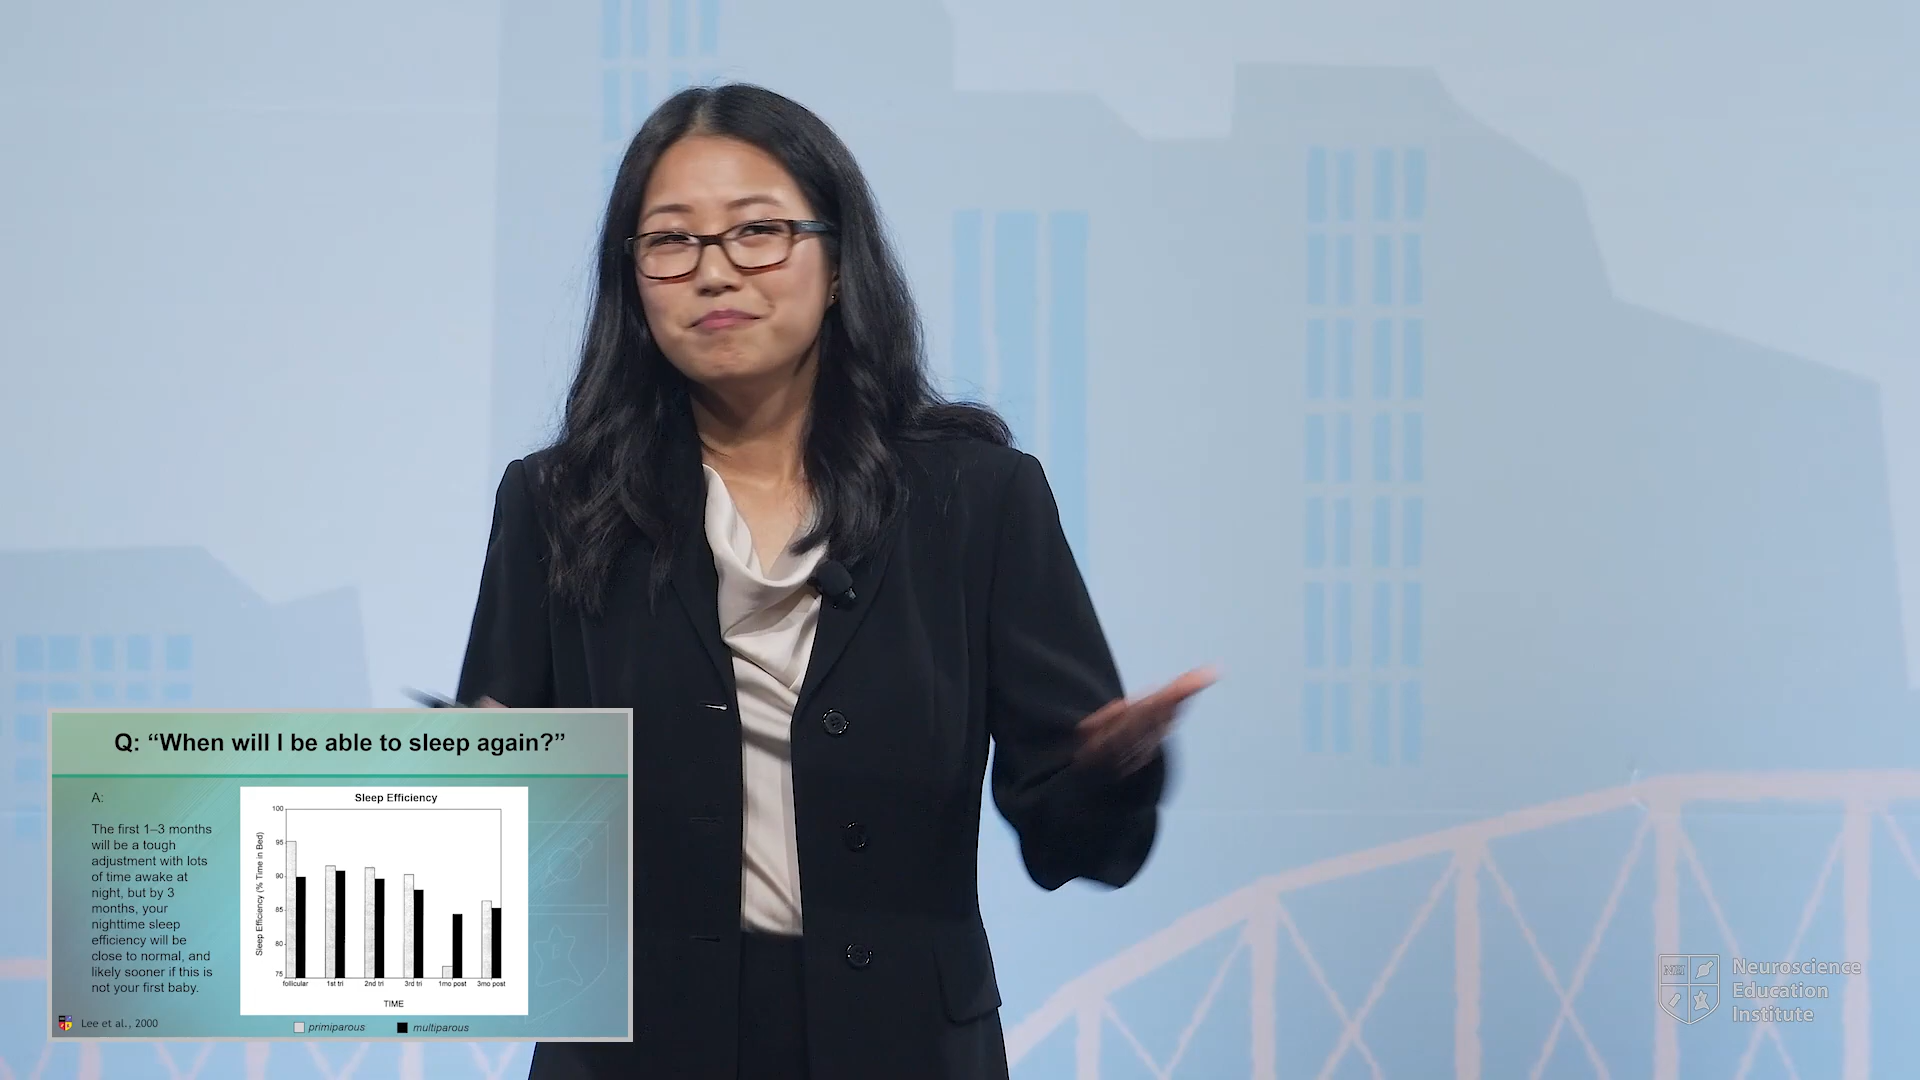 Q: “When will I be able to sleep again?”
A:
The first 1–3 months
will be a tough
adjustment with lots
of time awake at
night, but by 3
months, your
nighttime sleep
efficiency will be
close to normal, and
likely sooner if this is
not your first baby.
Sleep Efficiency
Sleep Efficiency (% Time in Bed)
100
95
90
85
80
75
follicular 1st tri 2nd tri 3rd tri 1mo post 3mo post
TIME
primiparous multiparous
Lee et al., 2000
NEI
Neuroscience
Education
Institute